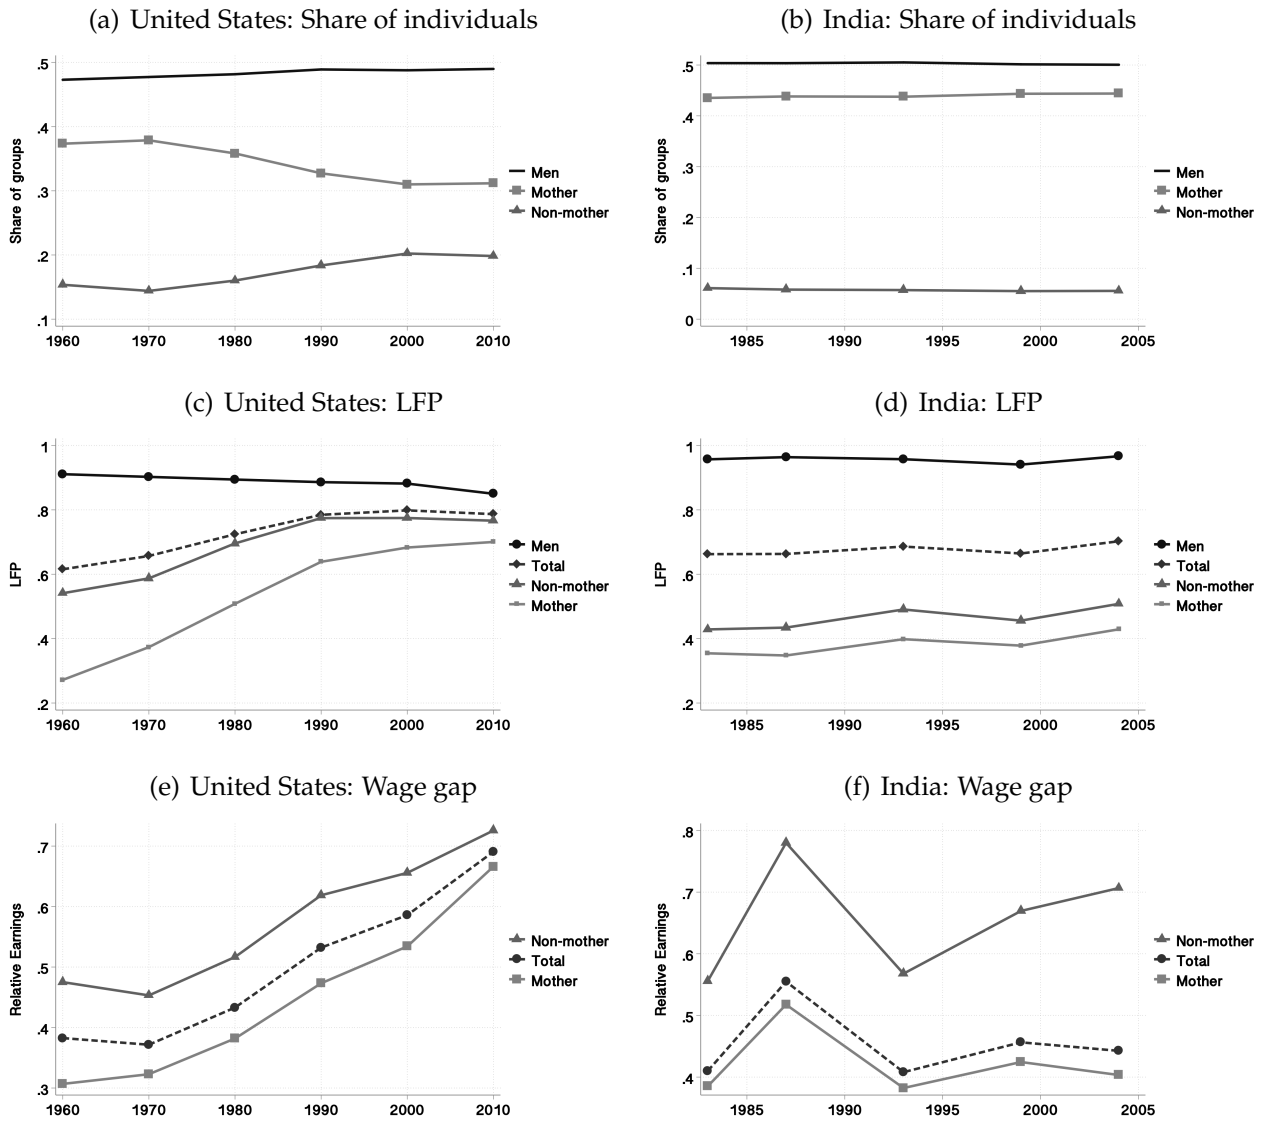 (a) United States: Share of individuals
.5
.4
.3
.2
.1
Share of groups
1960 1970 1980 1990 2000 2010
Men
Mother
Non-mother
(b) India: Share of individuals
.5
.4
.3
.2
.1
0
Share of groups
1985 1990 1995 2000 2005
Men
Mother
Non-mother
(c) United States: LFP
1
.8
.6
.4
.2
LFP
1960 1970 1980 1990 2000 2010
Men
Total
Non-mother
Mother
(d) India: LFP
1
.8
.6
.4
.2
LFP
1985 1990 1995 2000 2005
Men
Total
Non-mother
Mother
(e) United States: Wage gap
.7
.6
.5
.4
.3
Relative Earnings
1960 1970 1980 1990 2000 2010
Non-mother
Total
Mother
(f) India: Wage gap
.8
.7
.6
.5
.4
Relative Earnings
1985 1990 1995 2000 2005
Non-mother
Total
Mother